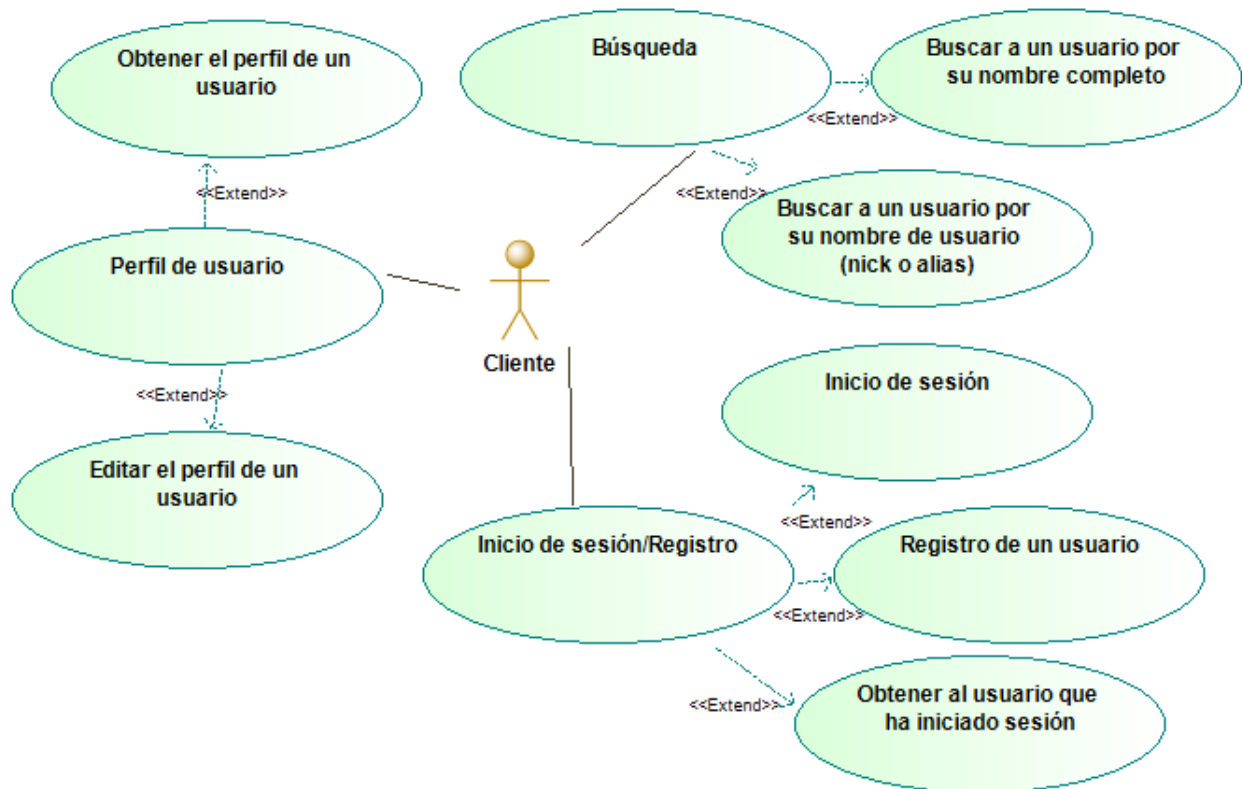 Obtener el perfil de un
usuario
<<Extend>>
Perfil de usuario
<<Extend>>
Editar el perfil de un
usuario
Búsqueda
<<Extend>>
Buscar a un usuario por
su nombre completo
<<Extend>>
Buscar a un usuario por
su nombre de usuario
(nick o alias)
Cliente
Inicio de sesión
<<Extend>>
Inicio de sesión/Registro
<<Extend>>
Registro de un usuario
<<Extend>>
Obtener al usuario que
ha iniciado sesión